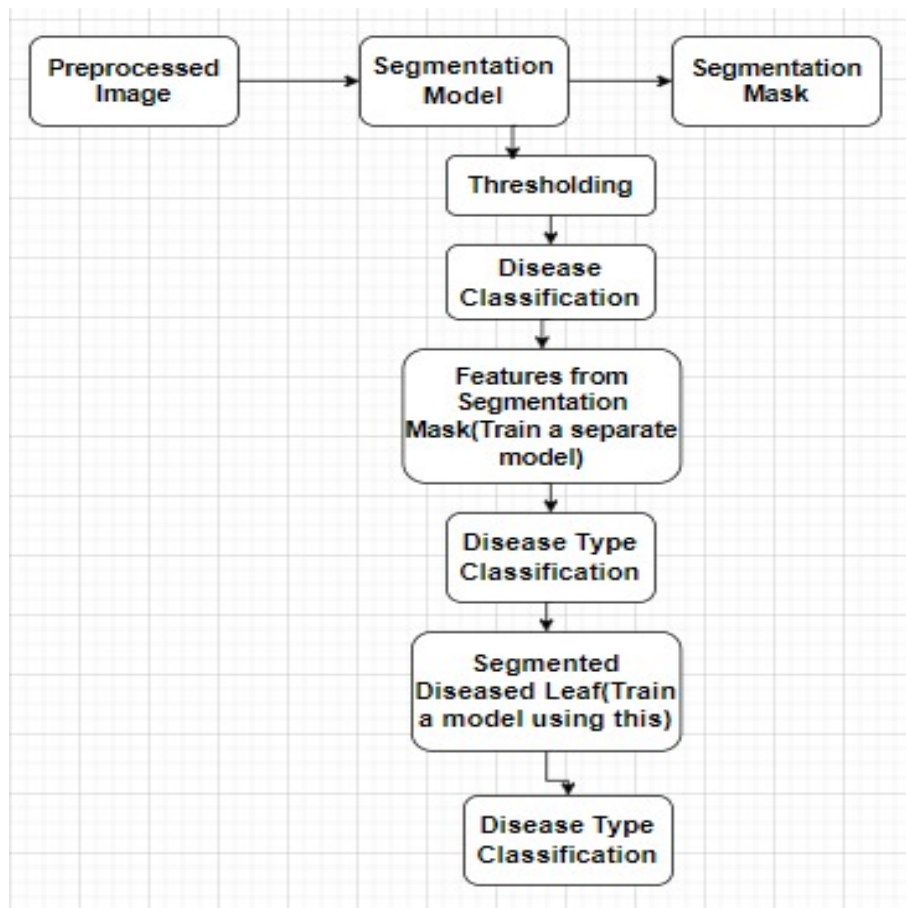 Preprocessed
Image
Segmentation
Model
Segmentation
Mask
Thresholding
Disease
Classification
Features from
Segmentation
Mask(Train a separate
model)
Disease Type
Classification
Segmented
Diseased Leaf(Train
a model using this)
Disease Type
Classification